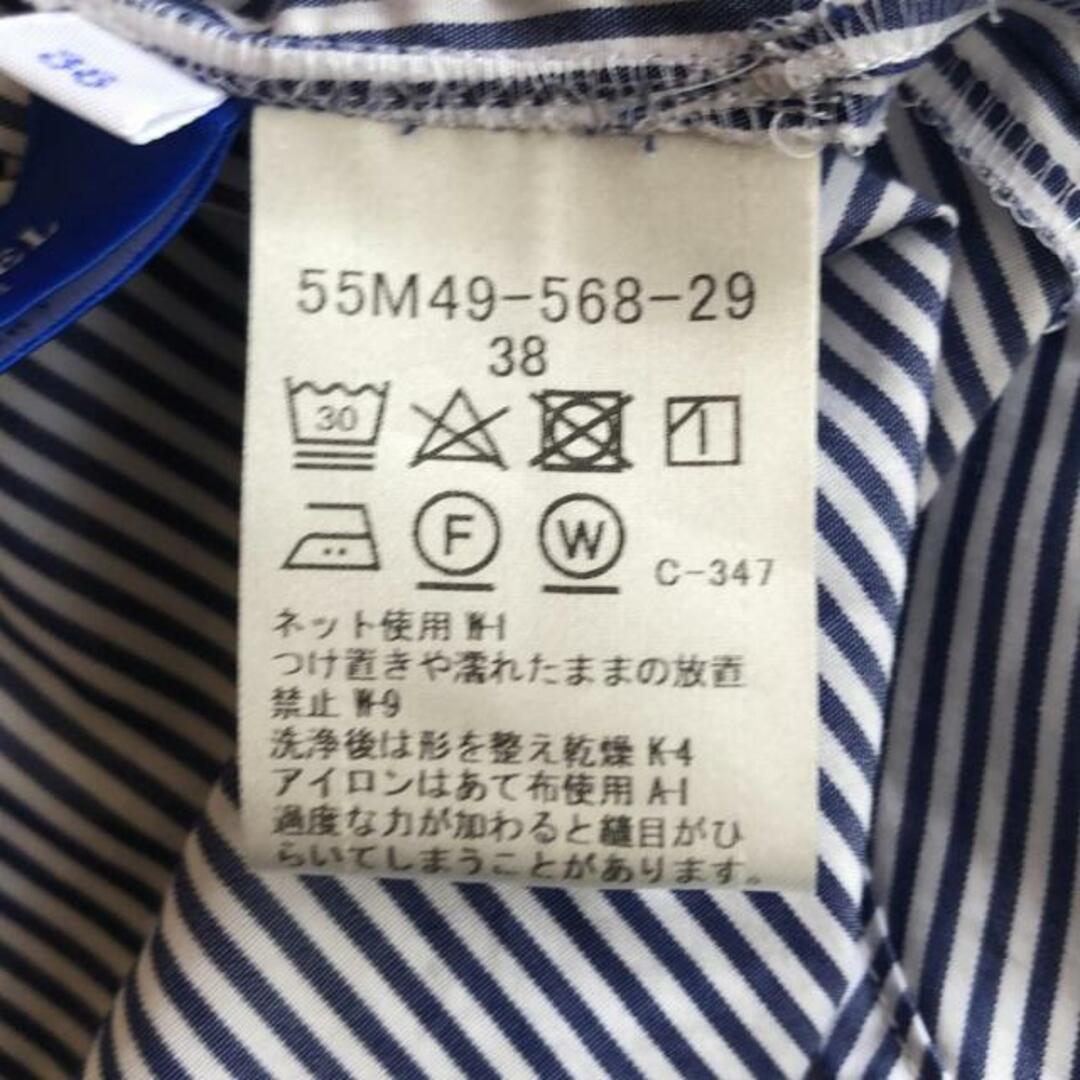 38
EL
55M49-568-29
38
30
F W C-347
ネット使用 W-1
つけ置きや濡れたままの放置
禁止 W-9
洗浄後は形を整え乾燥 K-4
アイロンはあて布使用 A-1
過度な力が加わると縫目がひ
らいてしまうことがあります。